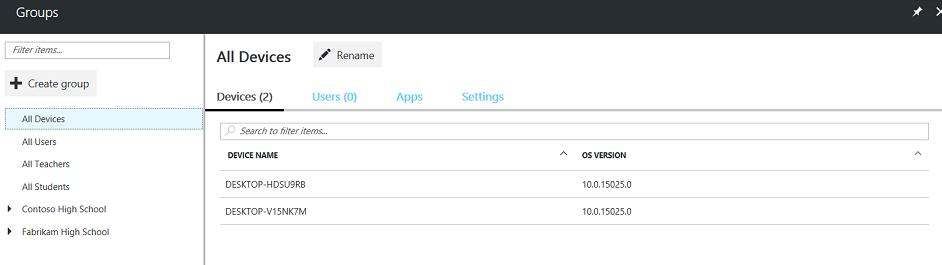 Groups
Filter items...
Create group
All Devices
All Users
All Teachers
All Students
Contoso High School
Fabrikam High School
All Devices
Rename
Devices (2) Users (0) Apps Settings
Search to filter items...
DEVICE NAME OS VERSION
DESKTOP-HDSU9RB 10.0.15025.0
DESKTOP-V15NK7M 10.0.15025.0